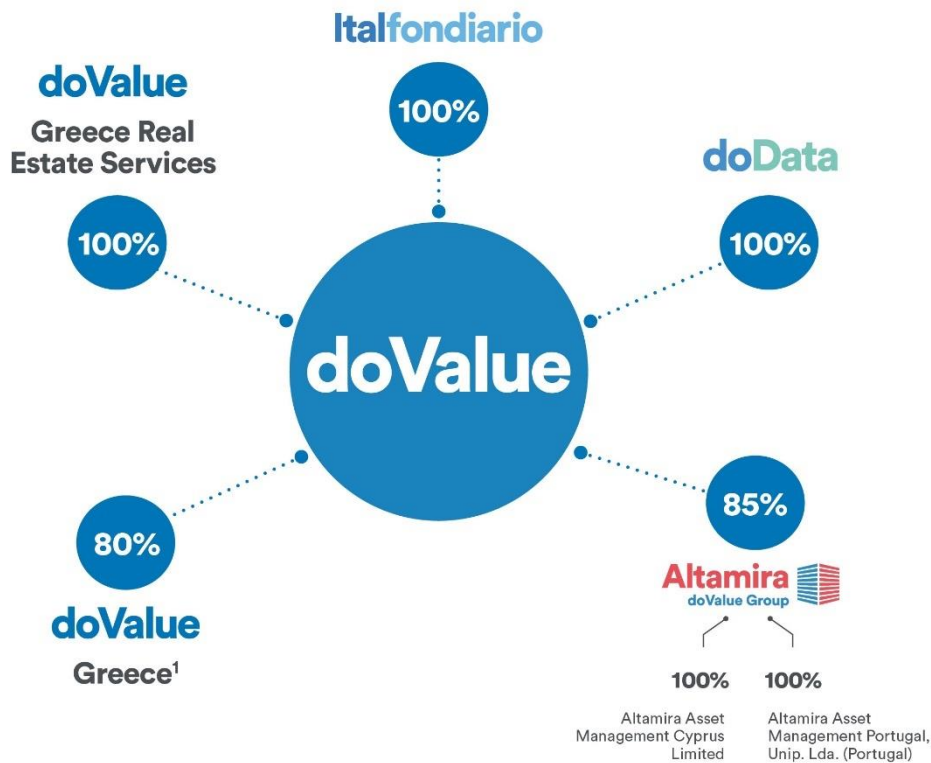 Italfondiario
100%
doValue
Greece Real
Estate Services
100%
doData
100%
doValue
80%
doValue
Greece¹
85%
Altamira
doValue Group
100%
Altamira Asset
Management Cyprus
Limited
100%
Altamira Asset
Management Portugal,
Unip. Lda. (Portugal)